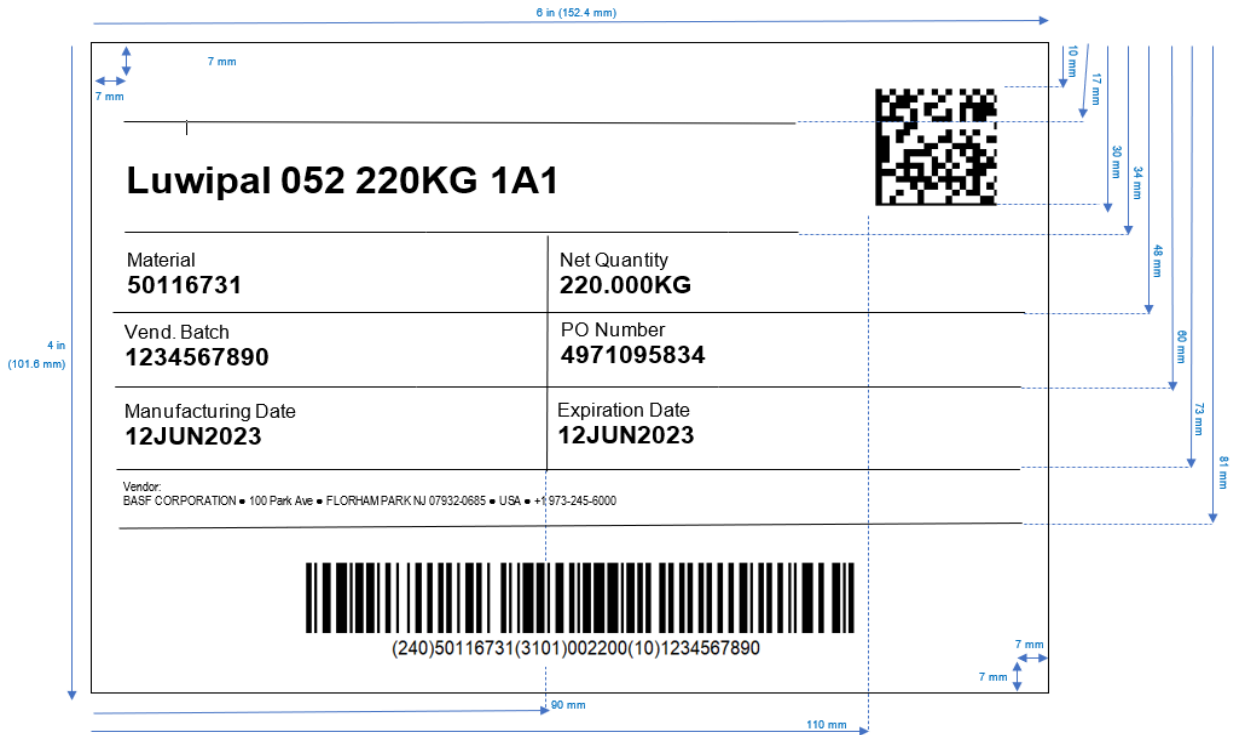 6 in (152.4 mm)
7 mm
7 mm
10 mm
17 mm
Luwipal 052 220KG 1A1
30 mm
34 mm
Material
50116731
Net Quantity
220.000KG
48 mm
Vend. Batch
1234567890
PO Number
4971095834
4 in
(101.6 mm)
60 mm
Manufacturing Date
12JUN2023
Expiration Date
12JUN2023
73 mm
81 mm
Vendor:
BASF CORPORATION ● 100 Park Ave ● FLORHAM PARK NJ 07932-0685 ● USA ● +1 973-245-6000
(240)50116731(3101)002200(10)1234567890
7 mm
7 mm
90 mm
110 mm